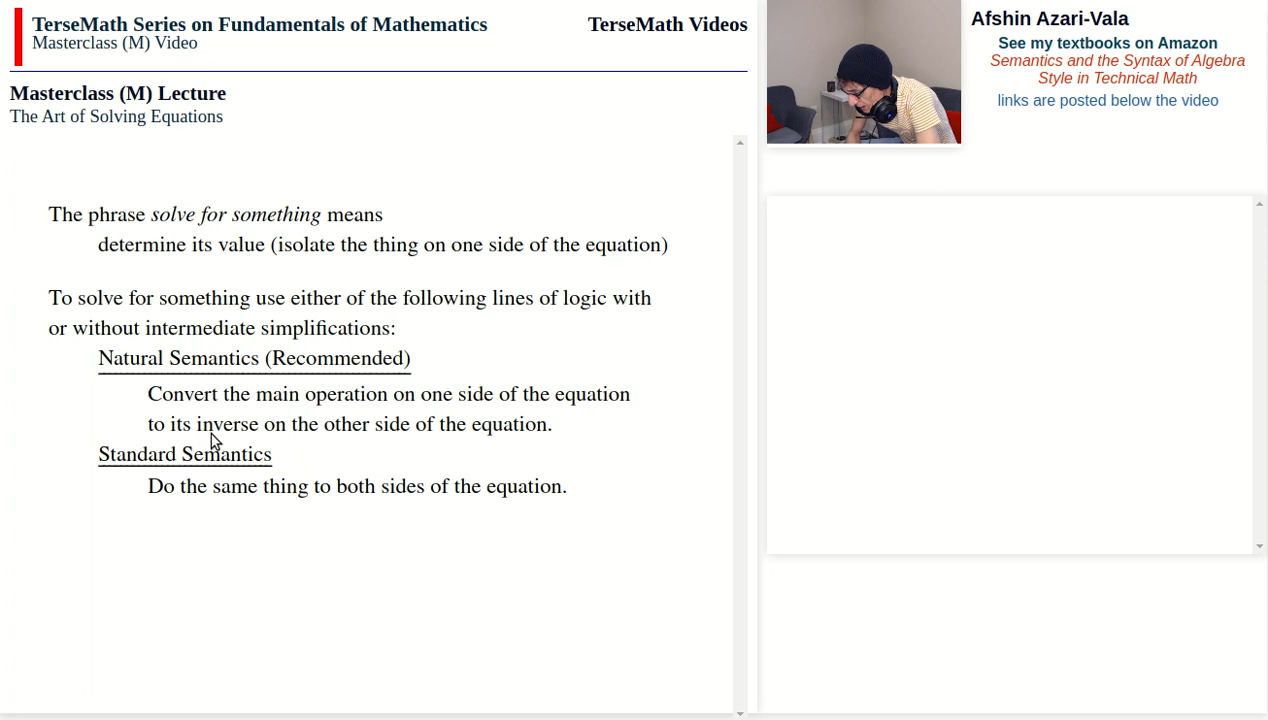 TerseMath Series on Fundamentals of Mathematics
TerseMath Videos
Masterclass (M) Video
Masterclass (M) Lecture
The Art of Solving Equations
The phrase solve for something means
determine its value (isolate the thing on one side of the equation)
To solve for something use either of the following lines of logic with
or without intermediate simplifications:
Natural Semantics (Recommended)
Convert the main operation on one side of the equation
to its inverse on the other side of the equation.
Standard Semantics
Do the same thing to both sides of the equation.
Afshin Azari-Vala
See my textbooks on Amazon
Semantics and the Syntax of Algebra
Style in Technical Math
links are posted below the video